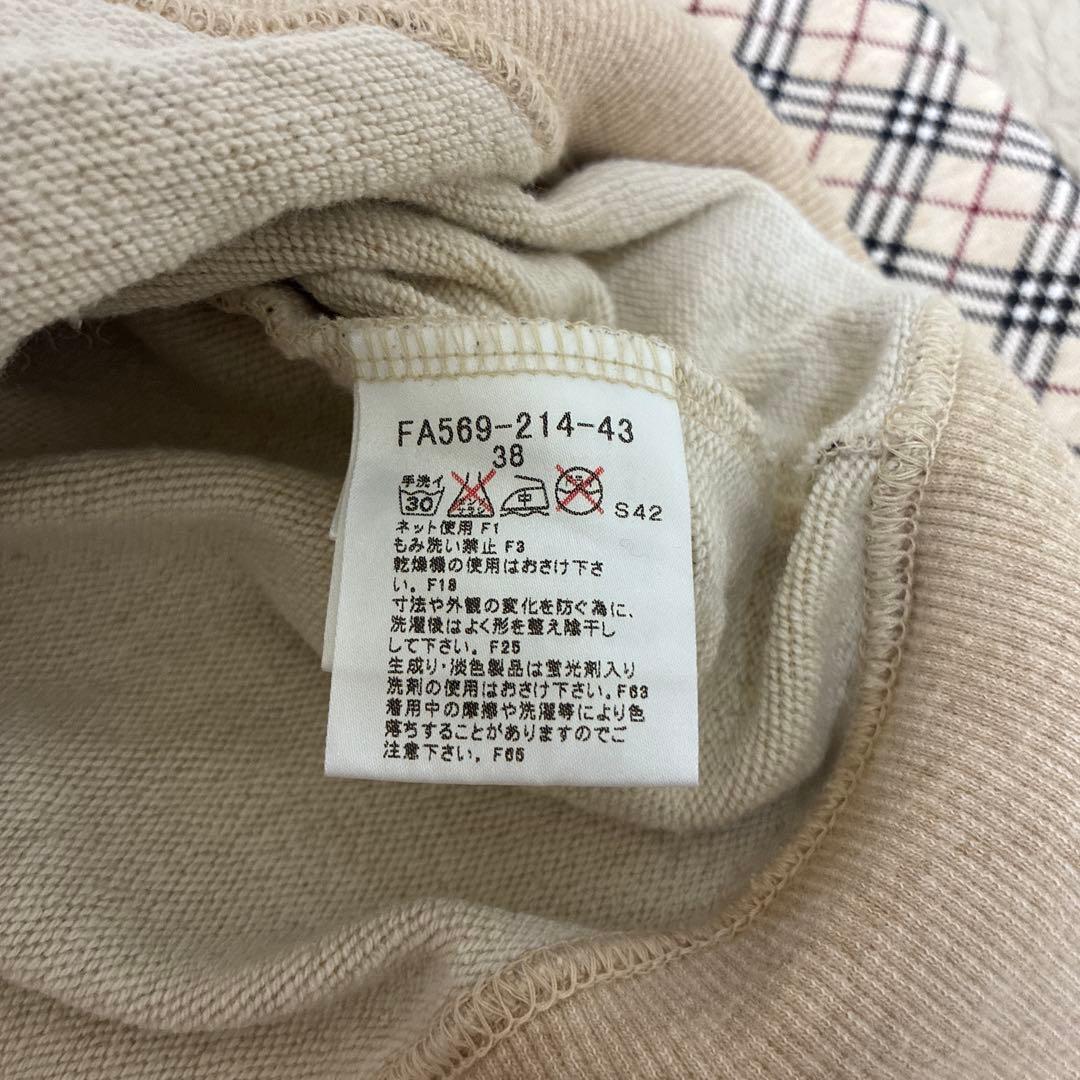 FA569-214-43
38
手洗イ
30
中
S42
ネット使用 F1
もみ洗い禁止 F3
乾燥機の使用はおさけ下さ
い。F18
寸法や外観の変化を防ぐ為に、
洗濯後はよく形を整え陰干し
して下さい。F25
生成り・淡色製品は蛍光剤入り
洗剤の使用はおさけ下さい。F63
着用中の摩擦や洗濯等により色
落ちすることがありますのでご
注意下さい。F65